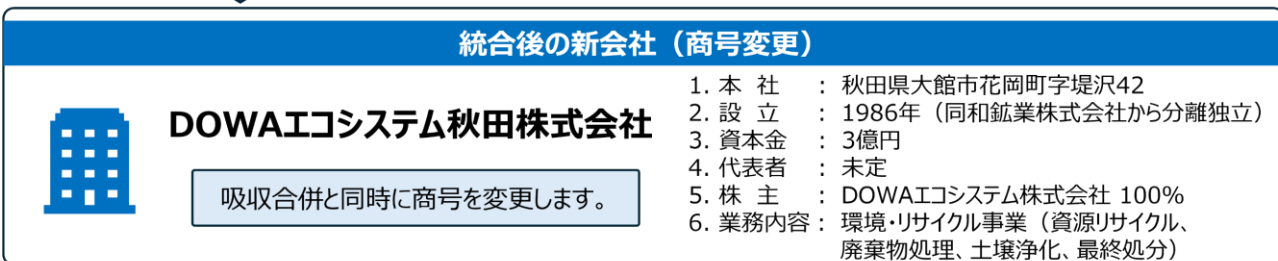 統合後の新会社（商号変更）
DOWAエコシステム秋田株式会社
吸収合併と同時に商号を変更します。
1. 本 社 ： 秋田県大館市花岡町字堤沢42
2. 設 立 ： 1986年（同和鉱業株式会社から分離独立）
3. 資本金 ： 3億円
4. 代表者 ： 未定
5. 株 主 ： DOWAエコシステム株式会社 100%
6. 業務内容： 環境・リサイクル事業（資源リサイクル、
廃棄物処理、土壌浄化、最終処分）